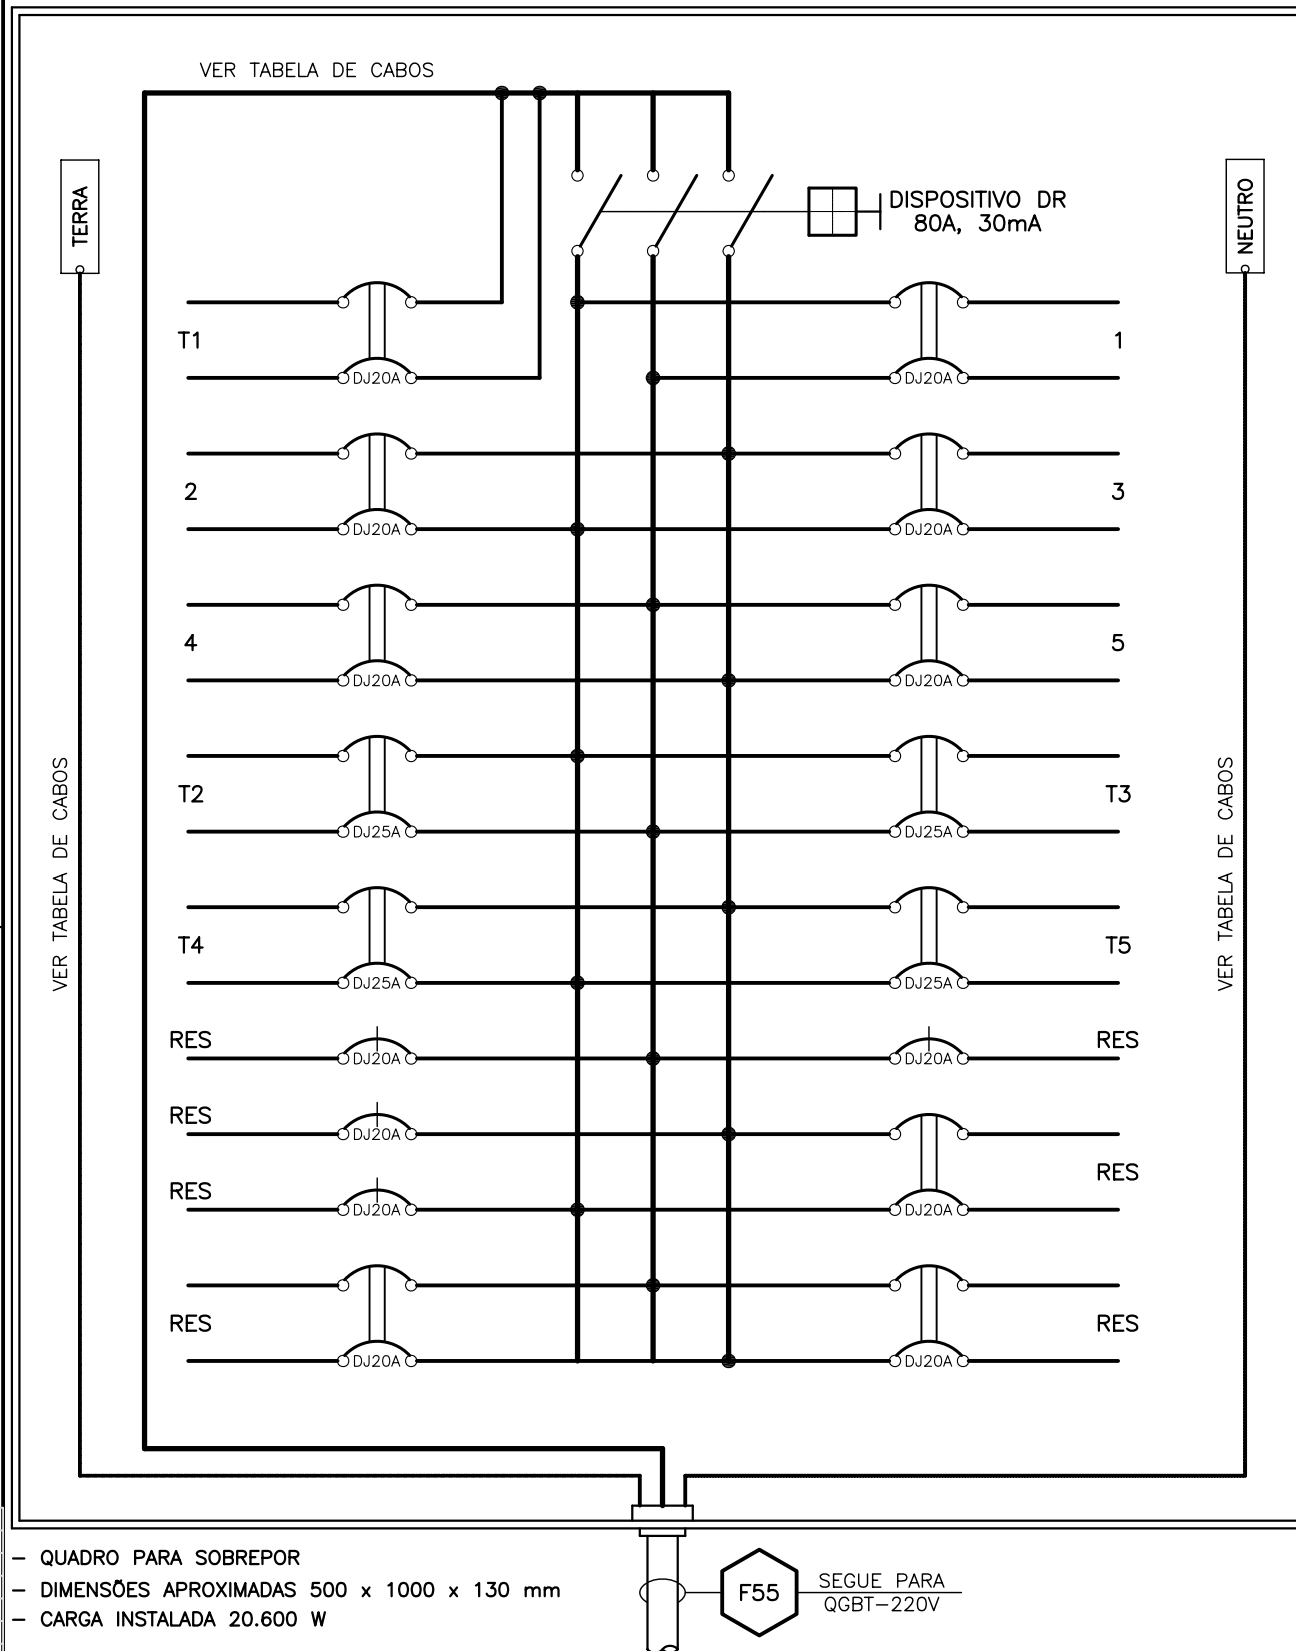 VER TABELA DE CABOS
TERRA
NEUTRO
DISPOSITIVO DR
80A, 30mA
T1
DJ20A
DJ20A
1
2
DJ20A
DJ20A
3
4
DJ20A
DJ20A
5
T2
DJ25A
DJ25A
T3
T4
DJ25A
DJ25A
T5
VER TABELA DE CABOS
VER TABELA DE CABOS
RES
DJ20A
DJ20A
RES
RES
DJ20A
RES
DJ20A
DJ20A
RES
RES
DJ20A
DJ20A
RES
- QUADRO PARA SOBREPOR
- DIMENSÕES APROXIMADAS 500 x 1000 x 130 mm
- CARGA INSTALADA 20.600 W
F55
SEGUE PARA
QGBT-220V